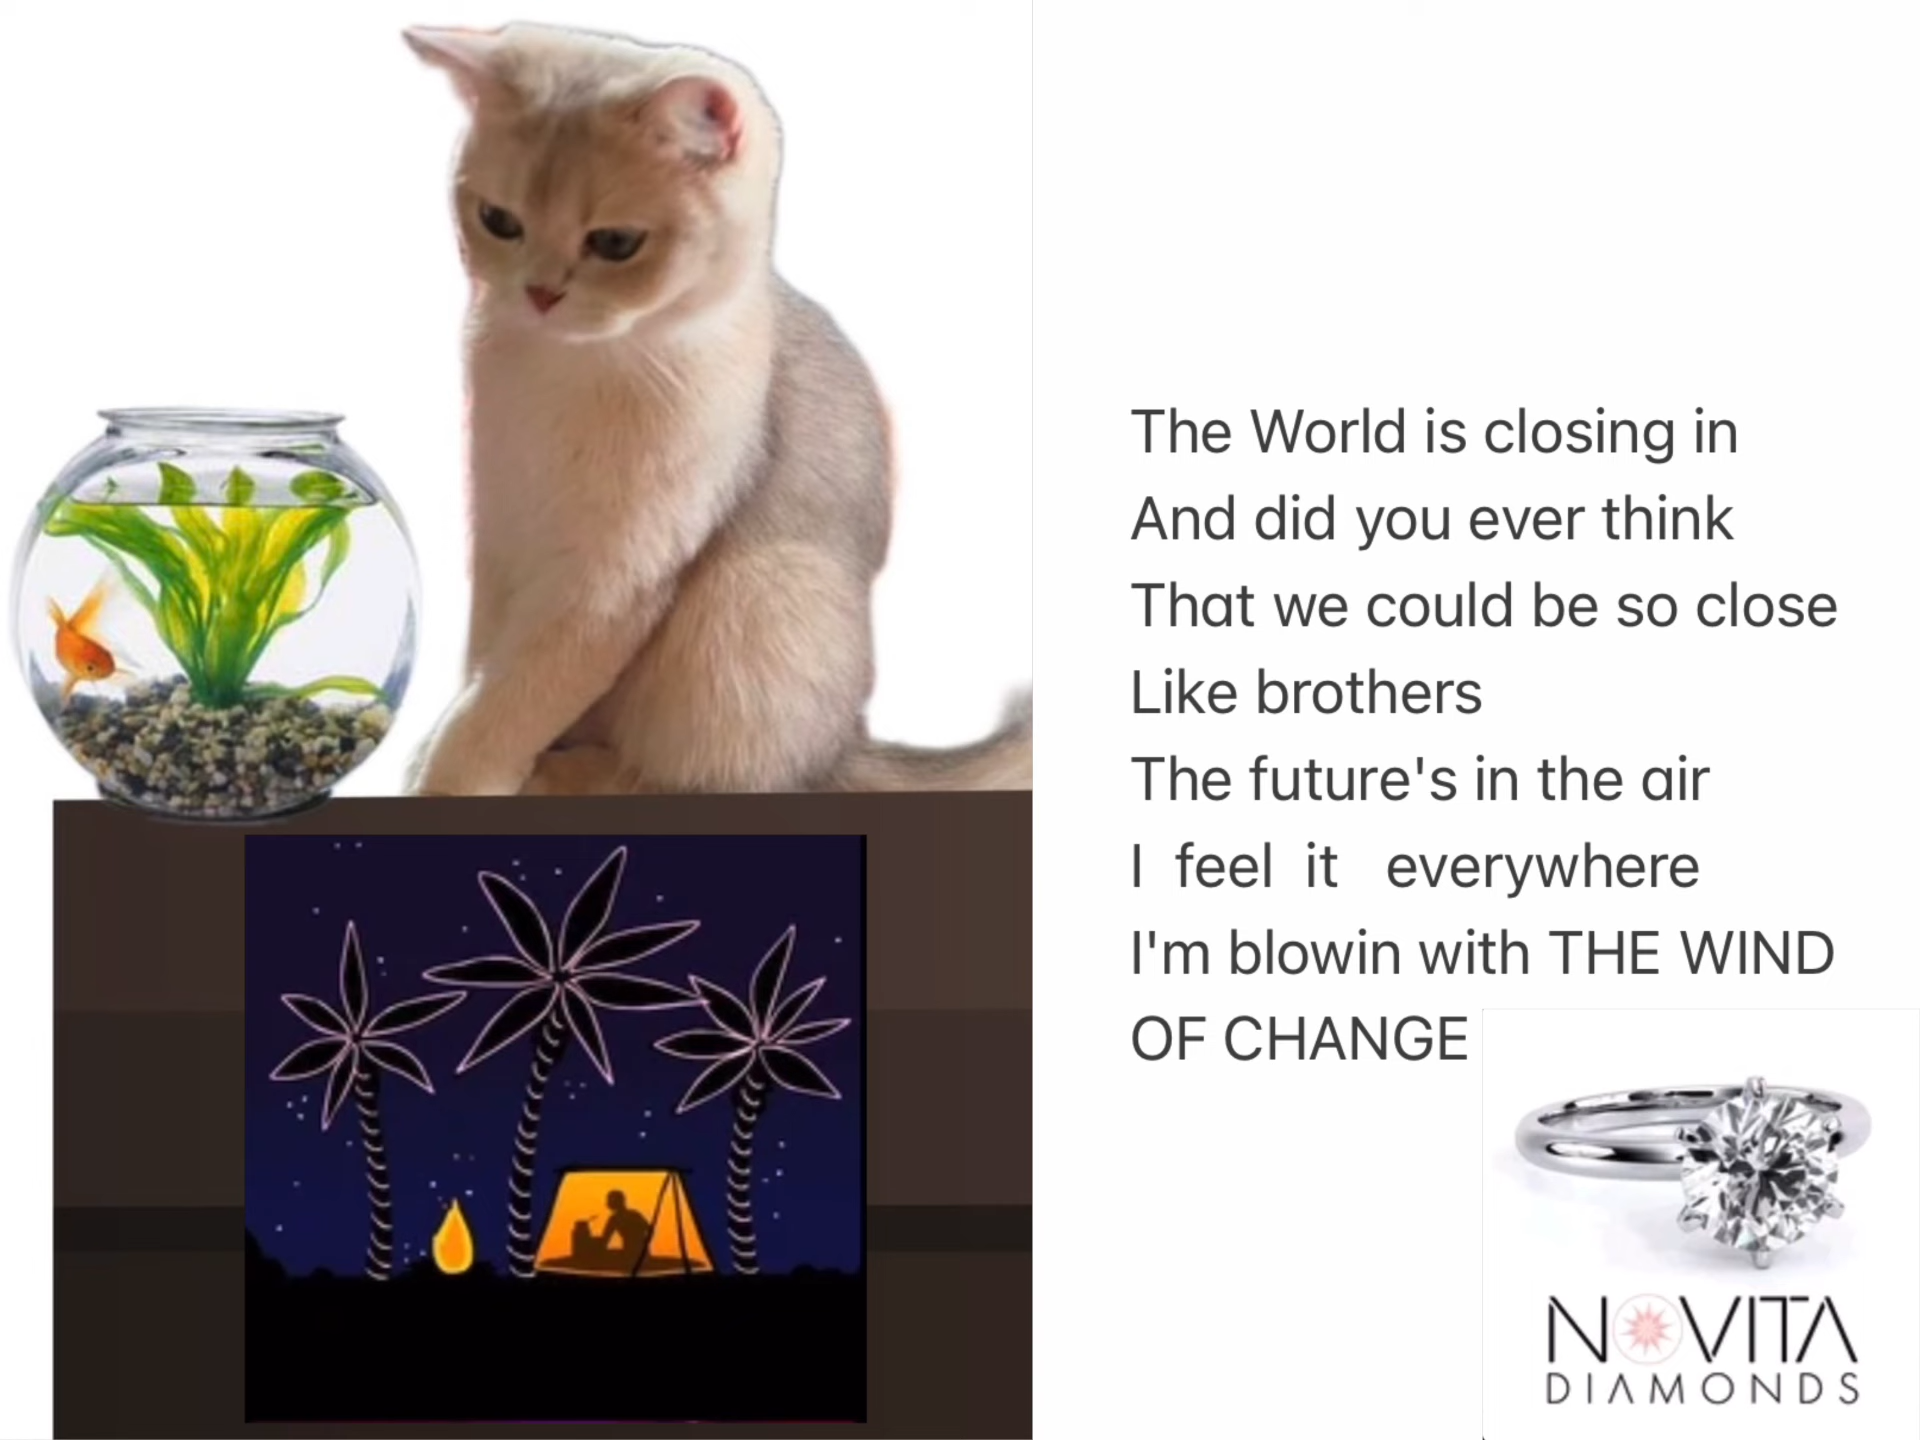 The World is closing in
And did you ever think
That we could be so close
Like brothers
The future's in the air
I feel it everywhere
I'm blowin with THE WIND
OF CHANGE
NOVITA
DIAMONDS